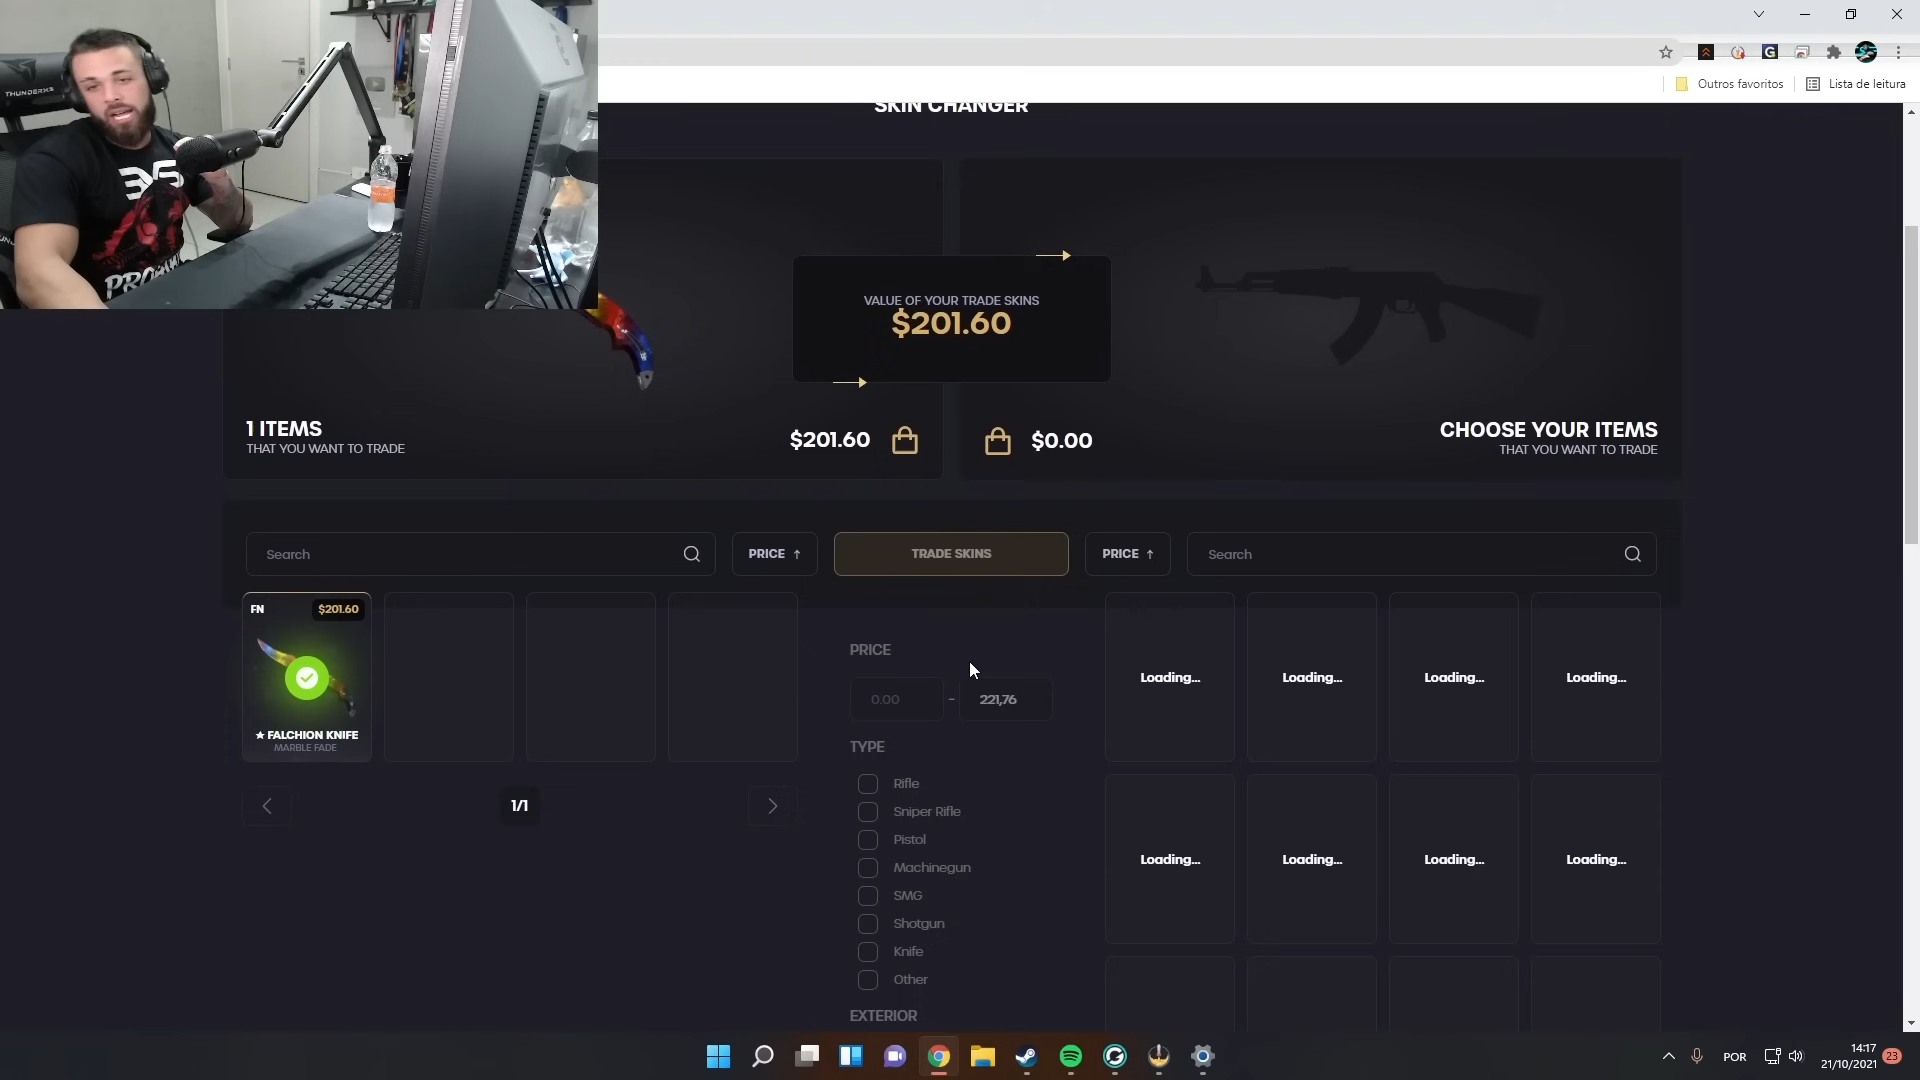 Outros favoritos
Lista de leitura
THUNDERX3
SKIN CHANGER
VALUE OF YOUR TRADE SKINS
$201.60
1 ITEMS
THAT YOU WANT TO TRADE
$201.60
$0.00
CHOOSE YOUR ITEMS
THAT YOU WANT TO TRADE
Search
PRICE ↑
TRADE SKINS
PRICE ↑
Search
FN
$201.60
★ FALCHION KNIFE
MARBLE FADE
1/1
PRICE
0.00 - 221,76
TYPE
Rifle
Sniper Rifle
Pistol
Machinegun
SMG
Shotgun
Knife
Other
EXTERIOR
Loading... Loading... Loading... Loading...
Loading... Loading... Loading... Loading...
POR
14:17
21/10/2021
23